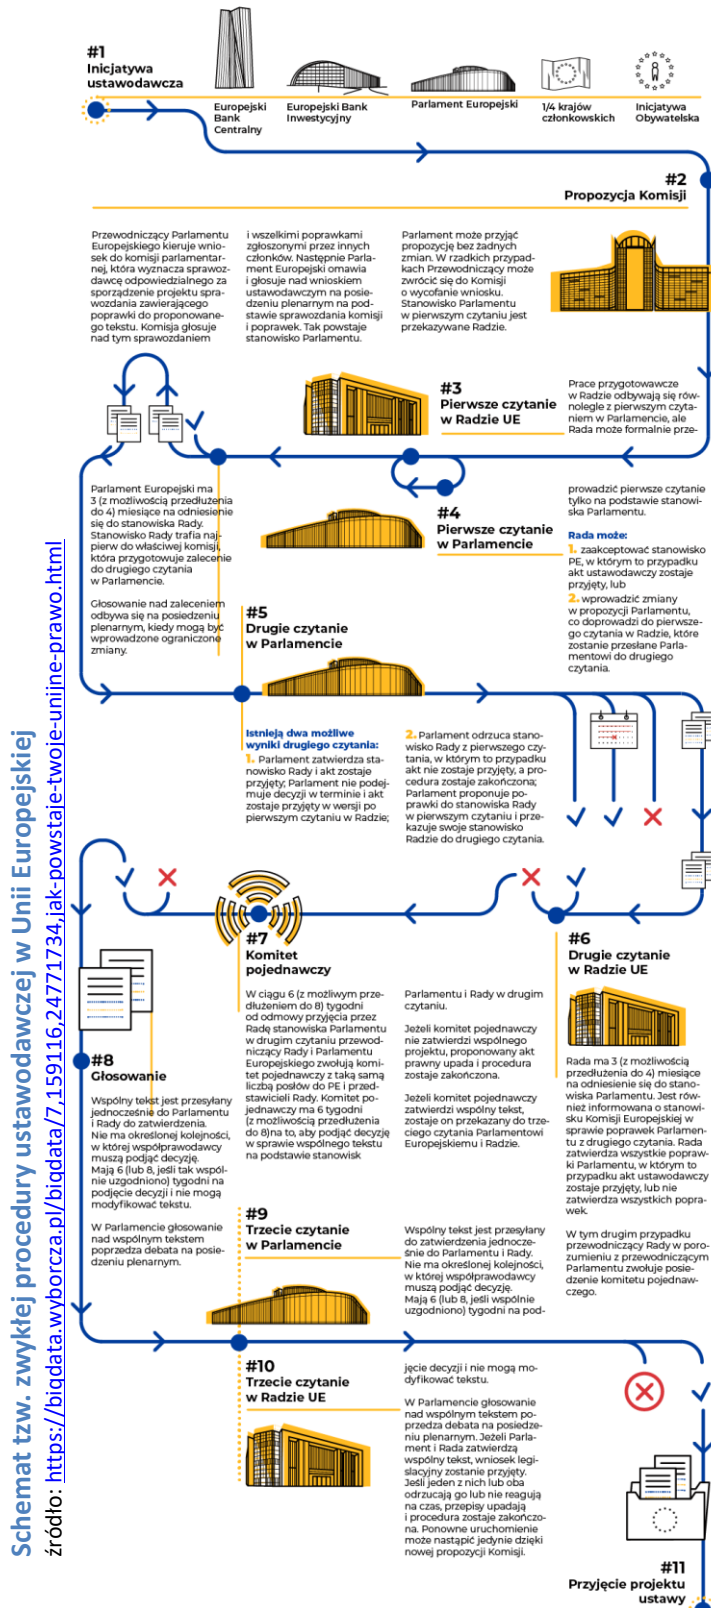 Schemat tzw. zwykłej procedury ustawodawczej w Unii Europejskiej
źródło: https://biqdata.wyborcza.pl/biqdata/7,159116,24771734,jak-powstaje-twoje-unijne-prawo.html
#1
Inicjatywa
ustawodawcza
Europejski
Bank
Centralny
Europejski Bank
Inwestycyjny
Parlament Europejski
1/4 krajów
członkowskich
Inicjatywa
Obywatelska
#2
Propozycja Komisji
Przewodniczący Parlamentu
Europejskiego kieruje wnio-
sek do komisji parlamentar-
nej, która wyznacza sprawoz-
dawcę odpowiedzialnego za
sporządzenie projektu spra-
wozdania zawierającego
poprawki do proponowane-
go tekstu. Komisja głosuje
nad tym sprawozdaniem
i wszelkimi poprawkami
zgłoszonymi przez innych
członków. Następnie Parla-
ment Europejski omawia
i głosuje nad wnioskiem
ustawodawczym na posie-
dzeniu plenarnym na pod-
stawie sprawozdania komisji
i poprawek. Tak powstaje
stanowisko Parlamentu.
Parlament może przyjąć
propozycję bez żadnych
zmian. W rzadkich przypad-
kach Przewodniczący może
zwrócić się do Komisji
o wycofanie wniosku.
Stanowisko Parlamentu
w pierwszym czytaniu jest
przekazywane Radzie.
#3
Pierwsze czytanie
w Radzie UE
Prace przygotowawcze
w Radzie odbywają się rów-
nolegle z pierwszym czyta-
niem w Parlamencie, ale
Rada może formalnie prze-
prowadzić pierwsze czytanie
tylko na podstawie stanowi-
ska Parlamentu.
Rada może:
1. zaakceptować stanowisko
PE, w którym to przypadku
akt ustawodawczy zostaje
przyjęty, lub
2. wprowadzić zmiany
w propozycji Parlamentu,
co doprowadzi do pierwsze-
go czytania w Radzie, które
zostanie przesłane Parla-
mentowi do drugiego
czytania.
#4
Pierwsze czytanie
w Parlamencie
Parlament Europejski ma
3 (z możliwością przedłużenia
do 4) miesiące na odniesienie
się do stanowiska Rady.
Stanowisko Rady trafia naj-
pierw do właściwej komisji,
która przygotowuje zalecenie
do drugiego czytania
w Parlamencie.
Głosowanie nad zaleceniem
odbywa się na posiedzeniu
plenarnym, kiedy mogą być
wprowadzone ograniczone
zmiany.
#5
Drugie czytanie
w Parlamencie
Istnieją dwa możliwe
wyniki drugiego czytania:
1. Parlament zatwierdza sta-
nowisko Rady i akt zostaje
przyjęty; Parlament nie podej-
muje decyzji w terminie i akt
zostaje przyjęty w wersji po
pierwszym czytaniu w Radzie;
2. Parlament odrzuca stano-
wisko Rady z pierwszego czy-
tania, w którym to przypadku
akt nie zostaje przyjęty, a pro-
cedura zostaje zakończona;
Parlament proponuje po-
prawki do stanowiska Rady
w pierwszym czytaniu i prze-
kazuje swoje stanowisko
Radzie do drugiego czytania.
#6
Drugie czytanie
w Radzie UE
Rada ma 3 (z możliwością
przedłużenia do 4) miesiące
na odniesienie się do stano-
wiska Parlamentu. Jest rów-
nież informowana o stanowi-
sku Komisji Europejskiej w
sprawie poprawek Parlamen-
tu z drugiego czytania. Rada
zatwierdza wszystkie popraw-
ki Parlamentu, w którym to
przypadku akt ustawodawczy
zostaje przyjęty, lub nie
zatwierdza wszystkich popra-
wek.
W tym drugim przypadku
przewodniczący Rady w poro-
zumieniu z przewodniczącym
Parlamentu zwołuje posie-
dzenie komitetu pojednaw-
czego.
#7
Komitet
pojednawczy
W ciągu 6 (z możliwym prze-
dłużeniem do 8) tygodni
od odmowy przyjęcia przez
Radę stanowiska Parlamentu
w drugim czytaniu przewod-
niczący Rady i Parlamentu
Europejskiego zwołują komi-
tet pojednawczy z taką samą
liczbą posłów do PE i przed-
stawicieli Rady. Komitet po-
jednawczy ma 6 tygodni
(z możliwością przedłużenia
do 8)na to, aby podjąć decyzję
w sprawie wspólnego tekstu
na podstawie stanowisk
Parlamentu i Rady w drugim
czytaniu.
Jeżeli komitet pojednawczy
nie zatwierdzi wspólnego
projektu, proponowany akt
prawny upada i procedura
zostaje zakończona.
Jeżeli komitet pojednawczy
zatwierdzi wspólny tekst,
zostaje on przekazany do trze-
ciego czytania Parlamentowi
Europejskiemu i Radzie.
#8
Głosowanie
Wspólny tekst jest przesyłany
jednocześnie do Parlamentu
i Rady do zatwierdzenia.
Nie ma określonej kolejności,
w której współprawodawcy
muszą podjąć decyzję.
Mają 6 (lub 8, jeśli tak wspól-
nie uzgodniono) tygodni na
podjęcie decyzji i nie mogą
modyfikować tekstu.
W Parlamencie głosowanie
nad wspólnym tekstem
poprzedza debata na posie-
dzeniu plenarnym.
#9
Trzecie czytanie
w Parlamencie
Wspólny tekst jest przesyłany
do zatwierdzenia jednocze-
śnie do Parlamentu i Rady.
Nie ma określonej kolejności,
w której współprawodawcy
muszą podjąć decyzję.
Mają 6 (lub 8, jeśli wspólnie
uzgodniono) tygodni na pod-
jęcie decyzji i nie mogą mo-
dyfikować tekstu.
W Parlamencie głosowanie
nad wspólnym tekstem po-
przedza debata na posiedze-
niu plenarnym. Jeżeli Parla-
ment i Rada zatwierdzą
wspólny tekst, wniosek legi-
slacyjny zostanie przyjęty.
Jeśli jeden z nich lub oba
odrzucają go lub nie reagują
na czas, przepisy upadają
i procedura zostaje zakończo-
na. Ponowne uruchomienie
może nastąpić jedynie dzięki
nowej propozycji Komisji.
#10
Trzecie czytanie
w Radzie UE
#11
Przyjęcie projektu
ustawy